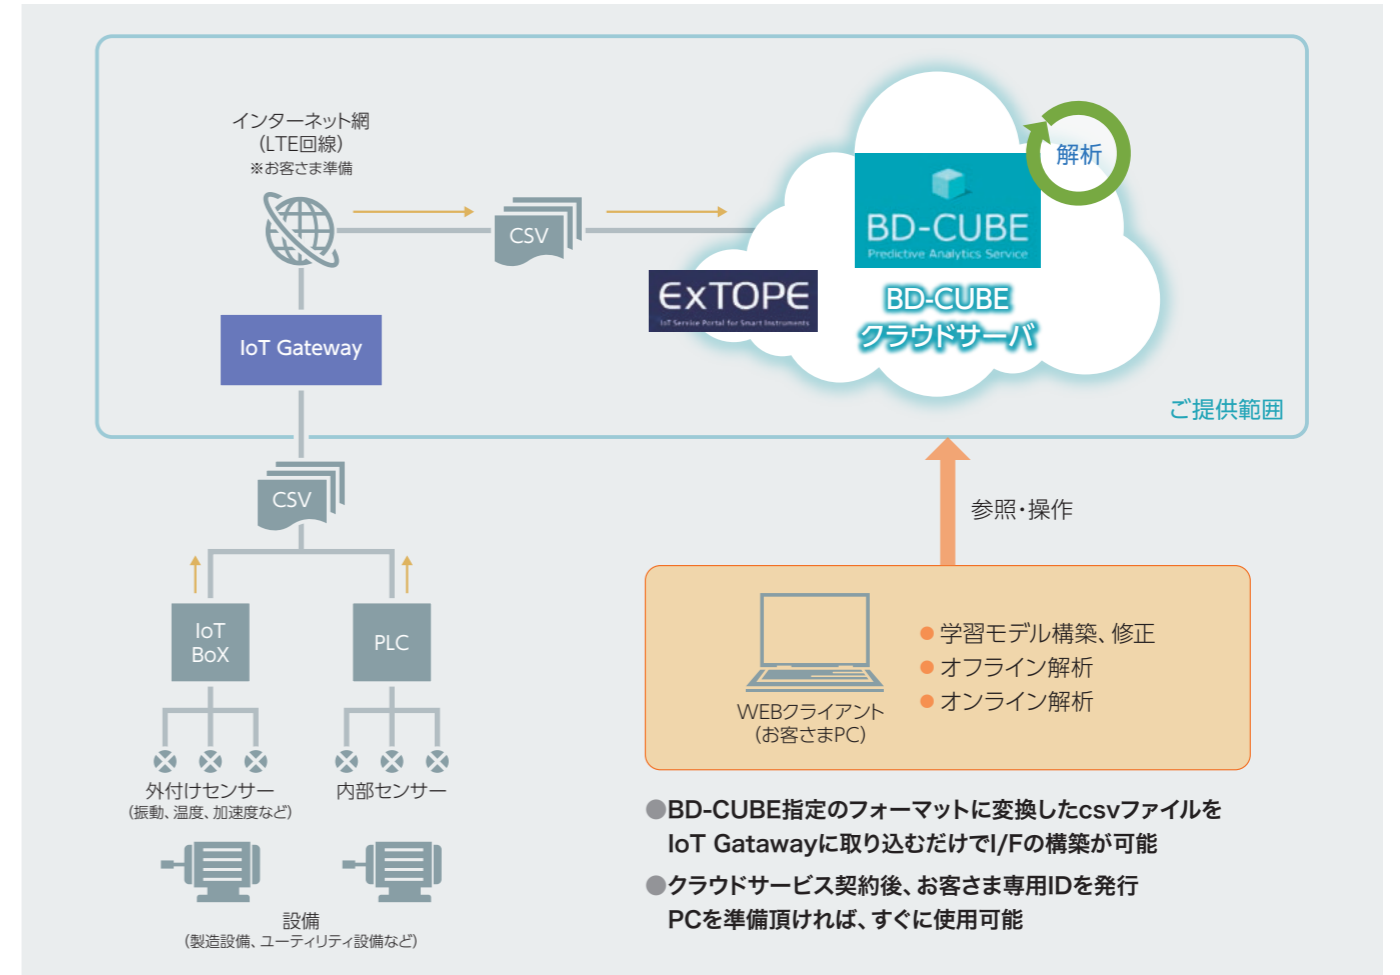 インターネット網
(LTE回線)
※お客さま準備
CSV
解析
BD-CUBE
Predictive Analytics Service
ExTOPE
IoT Service Portal for Smart Instruments
BD-CUBE
クラウドサーバ
IoT Gateway
ご提供範囲
CSV
参照・操作
IoT
BoX
PLC
外付けセンサー
(振動、温度、加速度など)
内部センサー
設備
(製造設備、ユーティリティ設備など)
WEBクライアント
(お客さまPC)
●学習モデル構築、修正
●オフライン解析
●オンライン解析
●BD-CUBE指定のフォーマットに変換したcsvファイルを
IoT Gatawayに取り込むだけでI/Fの構築が可能
●クラウドサービス契約後、お客さま専用IDを発行
PCを準備頂ければ、すぐに使用可能